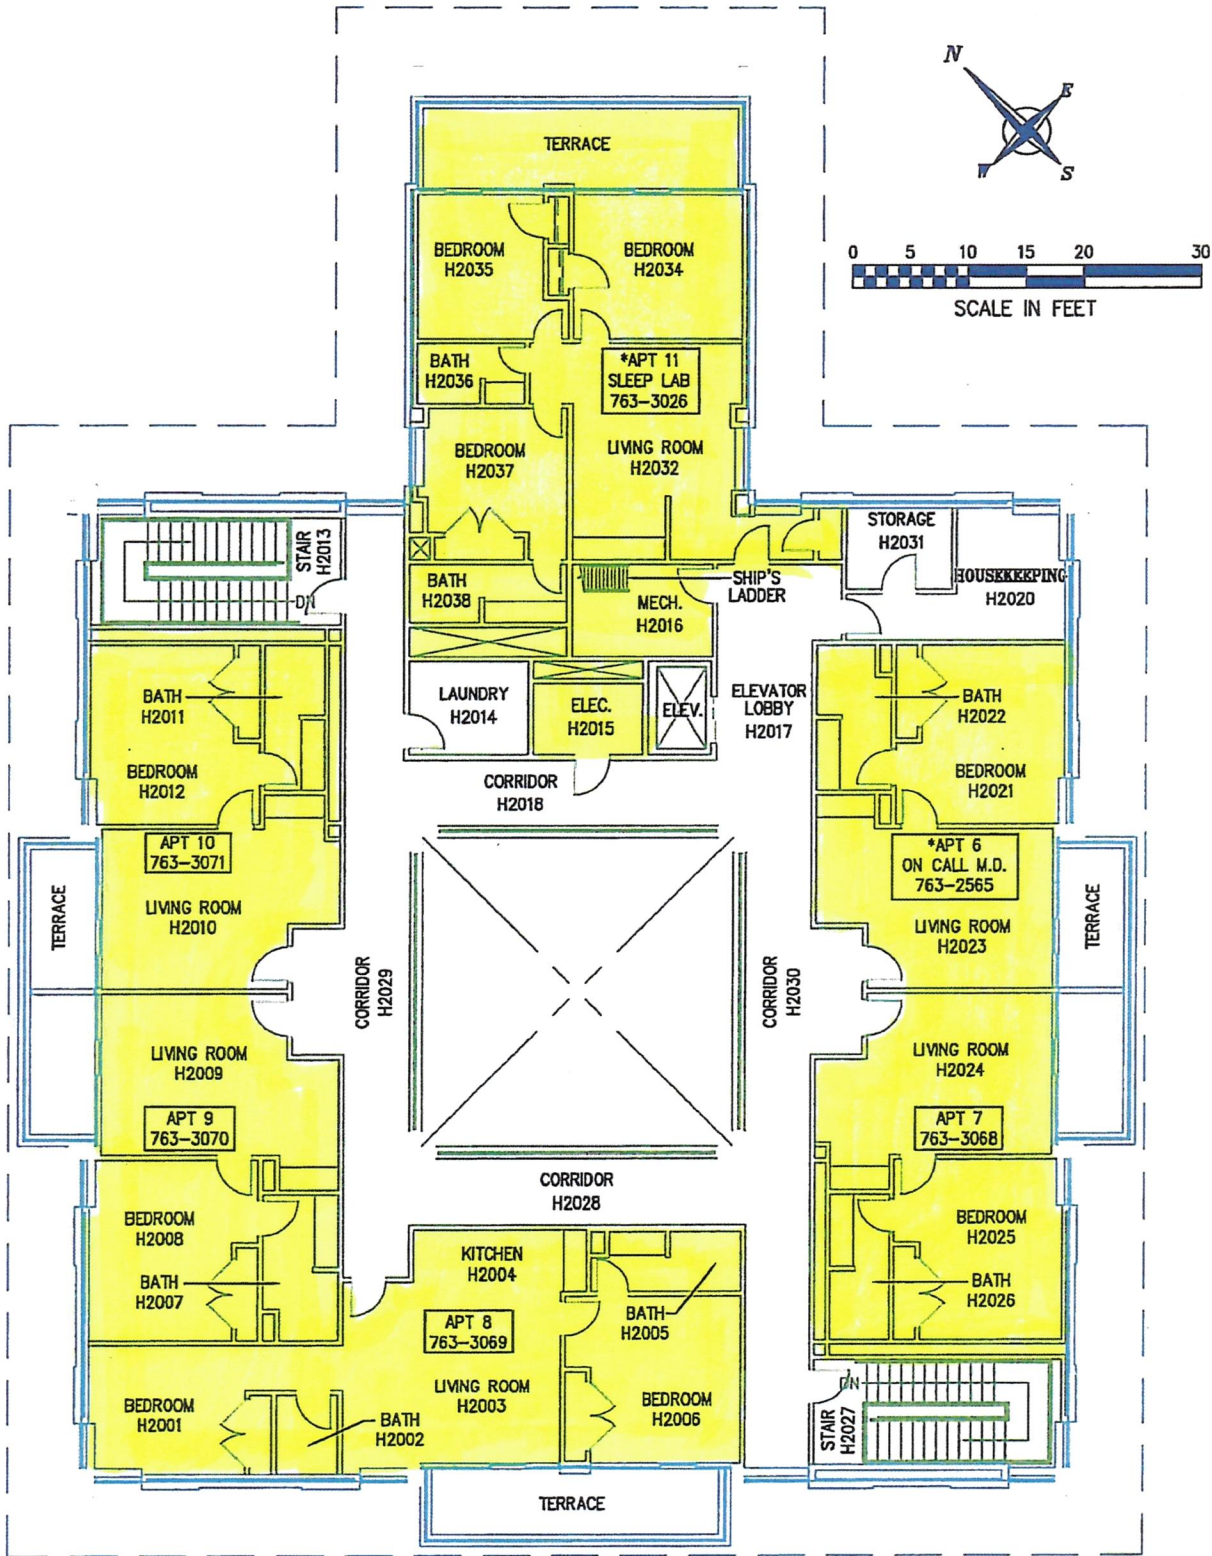 N
E
W
S
0 5 10 15 20 30
SCALE IN FEET
TERRACE
BEDROOM
H2035
BEDROOM
H2034
BATH
H2036
*APT 11
SLEEP LAB
763-3026
BEDROOM
H2037
LIVING ROOM
H2032
STAIR
H2013
DN
STORAGE
H2031
HOUSEKEEPING
H2020
BATH
H2038
MECH.
H2016
SHIP'S
LADDER
LAUNDRY
H2014
ELEC.
H2015
ELEV.
ELEVATOR
LOBBY
H2017
BATH
H2011
BEDROOM
H2012
BATH
H2022
BEDROOM
H2021
CORRIDOR
H2018
APT 10
763-3071
LIVING ROOM
H2010
TERRACE
*APT 6
ON CALL M.D.
763-2565
LIVING ROOM
H2023
TERRACE
CORRIDOR
H2029
CORRIDOR
H2030
LIVING ROOM
H2009
APT 9
763-3070
LIVING ROOM
H2024
APT 7
763-3068
CORRIDOR
H2028
BEDROOM
H2008
BATH
H2007
KITCHEN
H2004
APT 8
763-3069
BATH
H2005
BEDROOM
H2025
BATH
H2026
BEDROOM
H2001
BATH
H2002
LIVING ROOM
H2003
BEDROOM
H2006
STAIR
H2027
DN
TERRACE